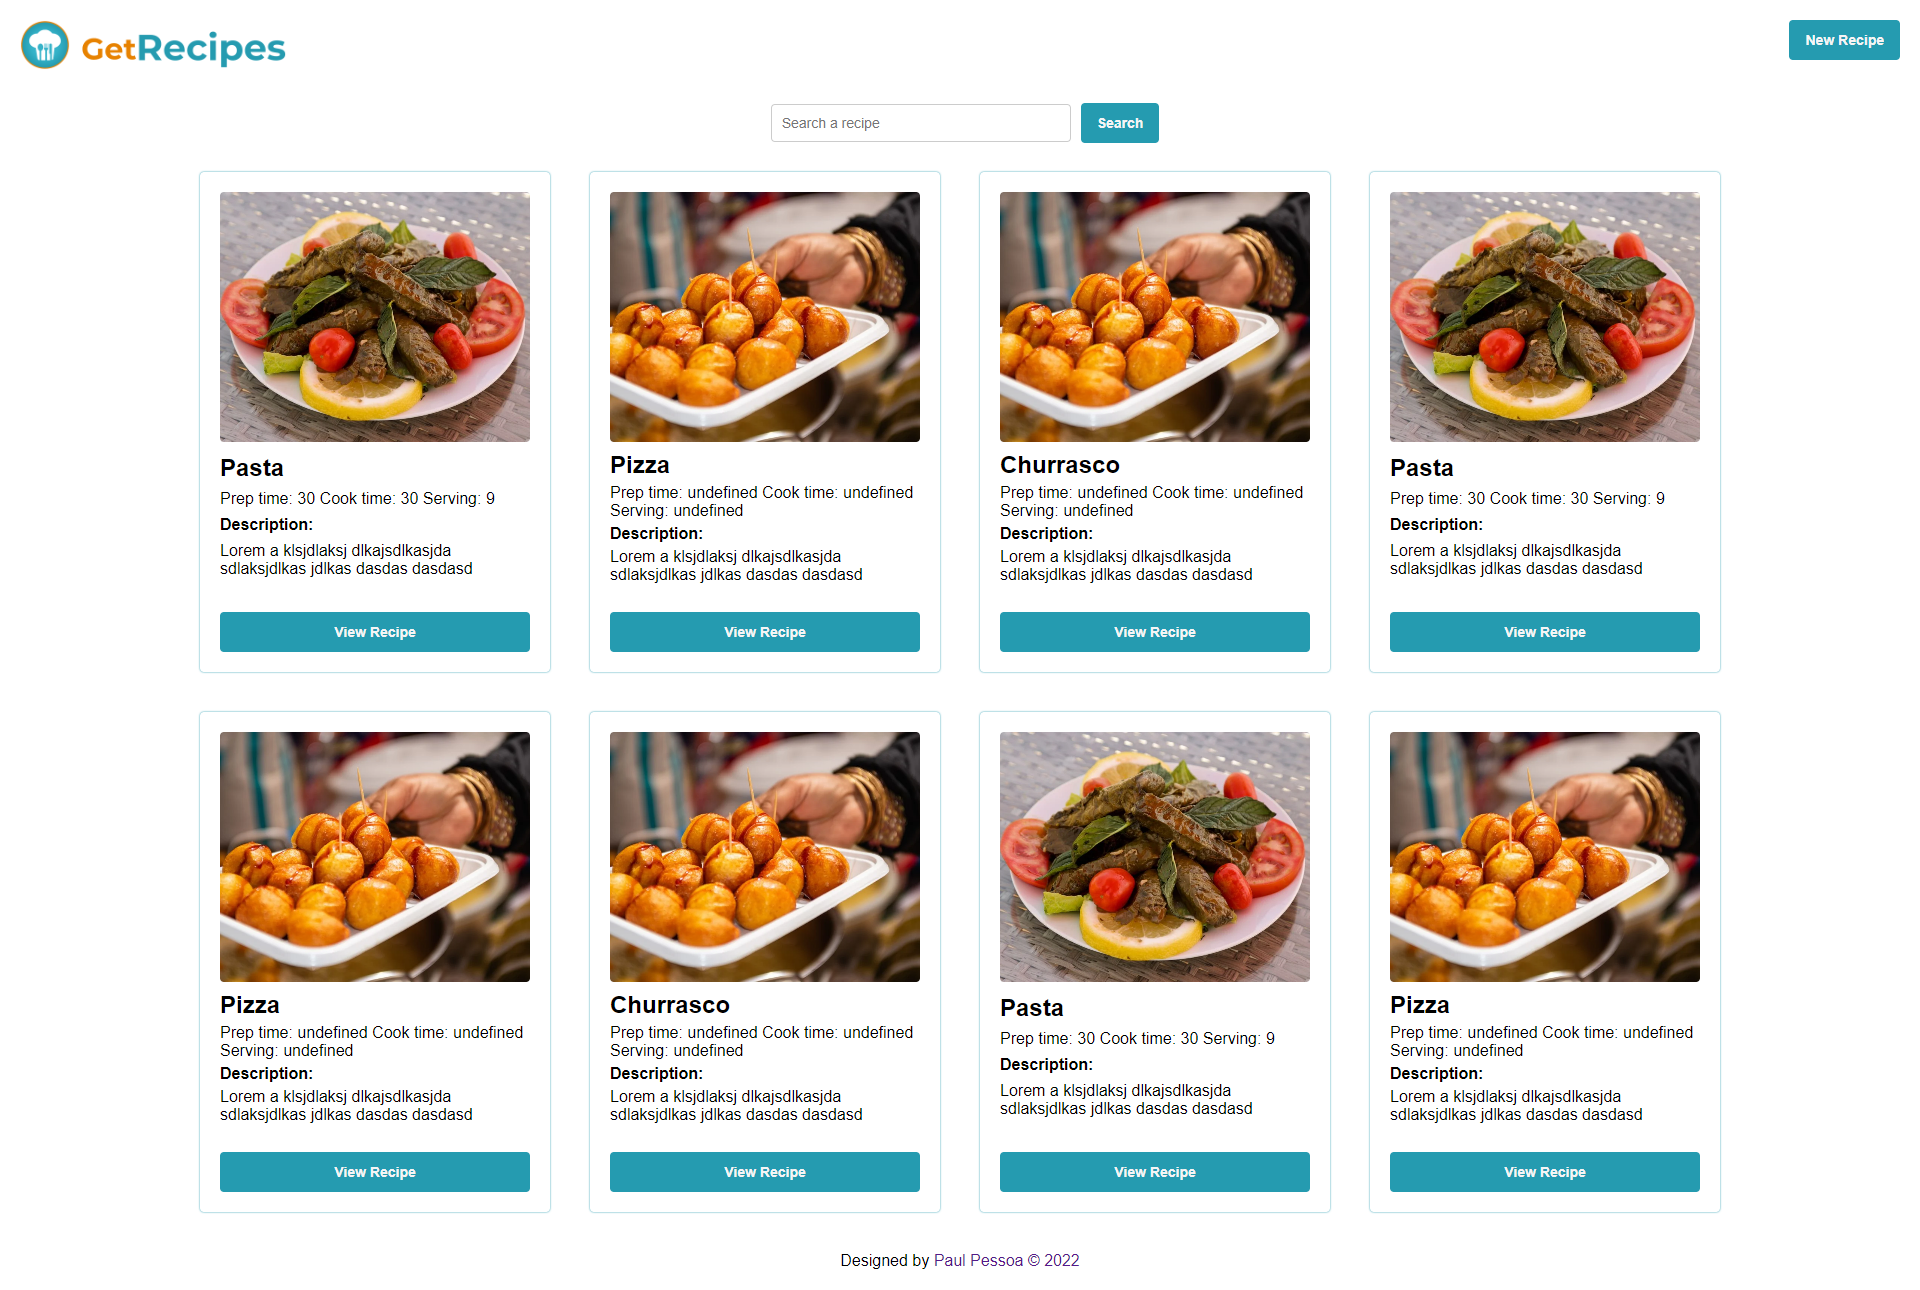 GetRecipes
New Recipe
Search a recipe
Search
Pasta
Prep time: 30 Cook time: 30 Serving: 9
Description:
Lorem a klsjdlaksj dlkajsdlkasjda
sdlaksjdlkas jdlkas dasdas dasdasd
View Recipe
Pizza
Prep time: undefined Cook time: undefined
Serving: undefined
Description:
Lorem a klsjdlaksj dlkajsdlkasjda
sdlaksjdlkas jdlkas dasdas dasdasd
View Recipe
Churrasco
Prep time: undefined Cook time: undefined
Serving: undefined
Description:
Lorem a klsjdlaksj dlkajsdlkasjda
sdlaksjdlkas jdlkas dasdas dasdasd
View Recipe
Pasta
Prep time: 30 Cook time: 30 Serving: 9
Description:
Lorem a klsjdlaksj dlkajsdlkasjda
sdlaksjdlkas jdlkas dasdas dasdasd
View Recipe
Pizza
Prep time: undefined Cook time: undefined
Serving: undefined
Description:
Lorem a klsjdlaksj dlkajsdlkasjda
sdlaksjdlkas jdlkas dasdas dasdasd
View Recipe
Churrasco
Prep time: undefined Cook time: undefined
Serving: undefined
Description:
Lorem a klsjdlaksj dlkajsdlkasjda
sdlaksjdlkas jdlkas dasdas dasdasd
View Recipe
Pasta
Prep time: 30 Cook time: 30 Serving: 9
Description:
Lorem a klsjdlaksj dlkajsdlkasjda
sdlaksjdlkas jdlkas dasdas dasdasd
View Recipe
Pizza
Prep time: undefined Cook time: undefined
Serving: undefined
Description:
Lorem a klsjdlaksj dlkajsdlkasjda
sdlaksjdlkas jdlkas dasdas dasdasd
View Recipe
Designed by Paul Pessoa © 2022